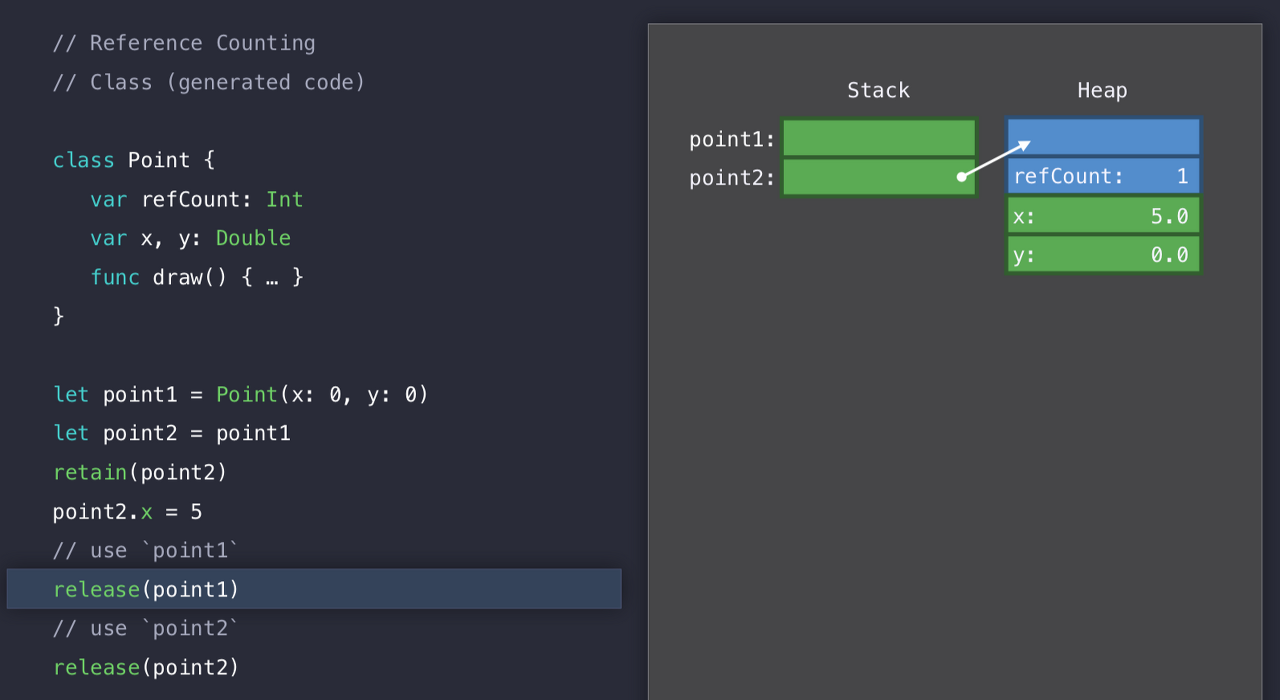 // Reference Counting
// Class (generated code)
class Point {
var refCount: Int
var x, y: Double
func draw() { … }
}
let point1 = Point(x: 0, y: 0)
let point2 = point1
retain(point2)
point2.x = 5
// use `point1`
release(point1)
// use `point2`
release(point2)
Stack
Heap
point1:
point2:
refCount: 1
x: 5.0
y: 0.0